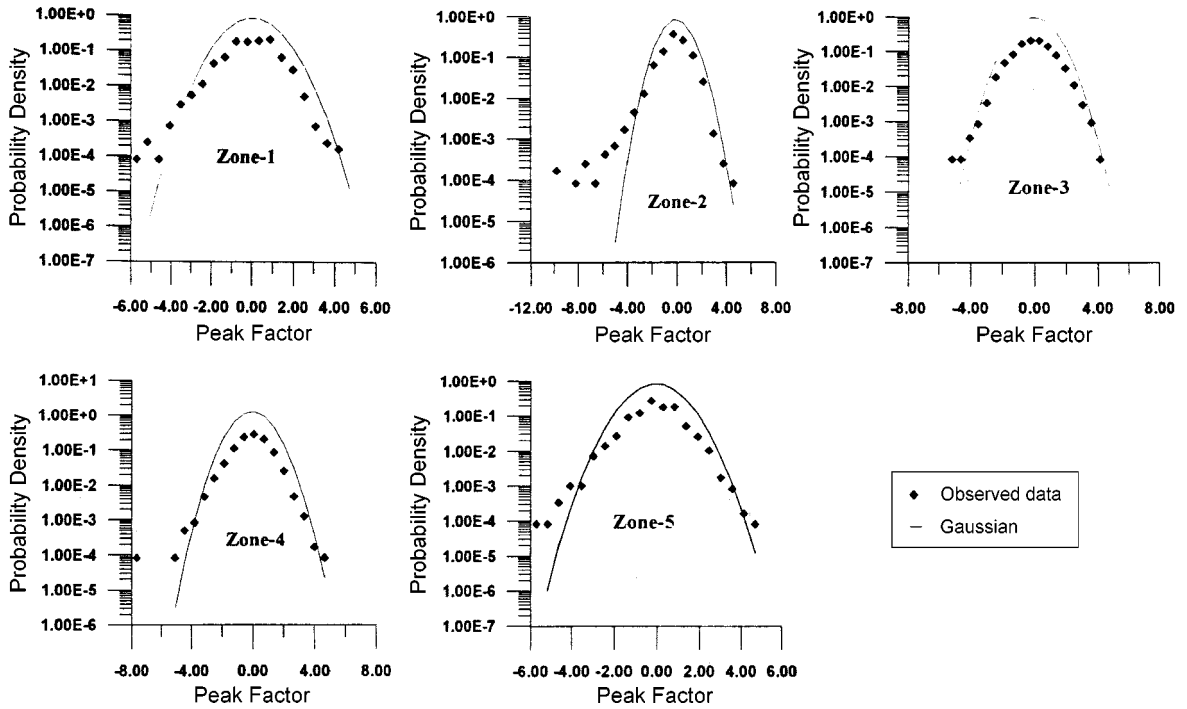 1.00E+0
1.00E-1
1.00E-2
1.00E-3
1.00E-4
1.00E-5
1.00E-6
1.00E-7
Probability Density
Zone-1
-6.00 -4.00 -2.00 0.00 2.00 4.00 6.00
Peak Factor
1.00E+0
1.00E-1
1.00E-2
1.00E-3
1.00E-4
1.00E-5
1.00E-6
Probability Density
Zone-2
-12.00 -8.00 -4.00 0.00 4.00 8.00
Peak Factor
1.00E+0
1.00E-1
1.00E-2
1.00E-3
1.00E-4
1.00E-5
1.00E-6
1.00E-7
Probability Density
Zone-3
-8.00 -4.00 0.00 4.00 8.00
Peak Factor
1.00E+1
1.00E+0
1.00E-1
1.00E-2
1.00E-3
1.00E-4
1.00E-5
1.00E-6
Probability Density
Zone-4
-8.00 -4.00 0.00 4.00 8.00
Peak Factor
1.00E+0
1.00E-1
1.00E-2
1.00E-3
1.00E-4
1.00E-5
1.00E-6
1.00E-7
Probability Density
Zone-5
-6.00 -4.00 -2.00 0.00 2.00 4.00 6.00
Peak Factor
Observed data
Gaussian